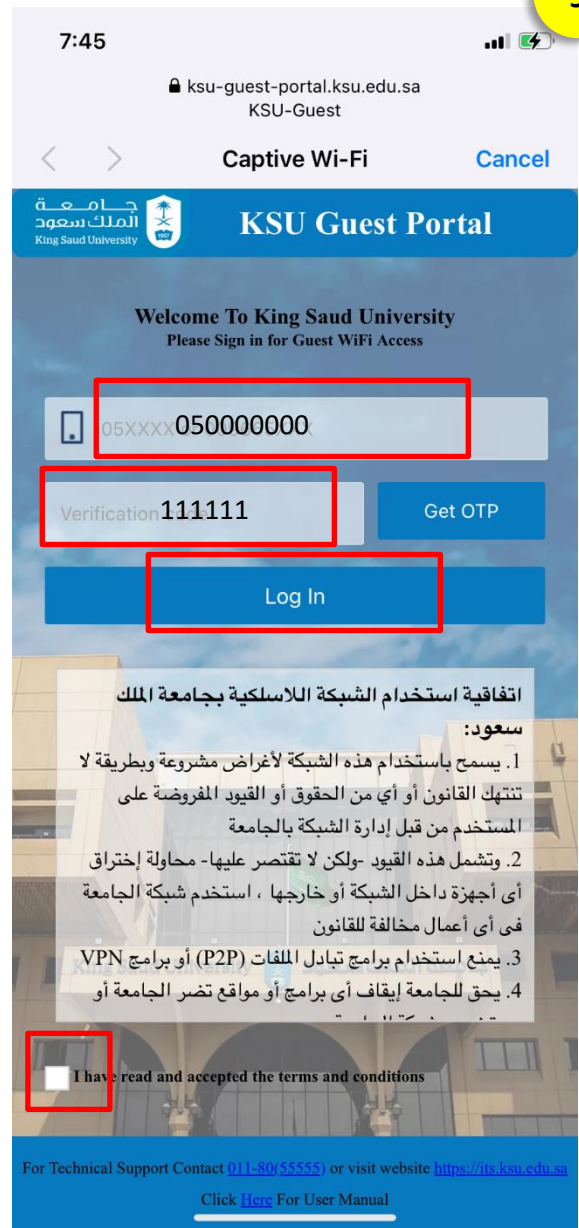 7:45
ksu-guest-portal.ksu.edu.sa
KSU-Guest
Captive Wi-Fi
Cancel
جـامـعـة
الملك سعود
King Saud University
KSU Guest Portal
Welcome To King Saud University
Please Sign in for Guest WiFi Access
05XXXX 050000000
Verification 111111
Get OTP
Log In
اتفاقية استخدام الشبكة اللاسلكية بجامعة الملك
سعود:
1. يسمح باستخدام هذه الشبكة لأغراض مشروعة وبطريقة لا
تنتهك القانون أو أي من الحقوق أو القيود المفروضة على
المستخدم من قبل إدارة الشبكة بالجامعة
2. وتشمل هذه القيود -ولكن لا تقتصر عليها- محاولة إختراق
أى أجهزة داخل الشبكة أو خارجها ، استخدم شبكة الجامعة
فى أى أعمال مخالفة للقانون
3. يمنع استخدام برامج تبادل الملفات (P2P) أو برامج VPN
4. يحق للجامعة إيقاف أى برامج أو مواقع تضر الجامعة أو
I have read and accepted the terms and conditions
For Technical Support Contact 011-80(55555) or visit website https://its.ksu.edu.sa
Click Here For User Manual